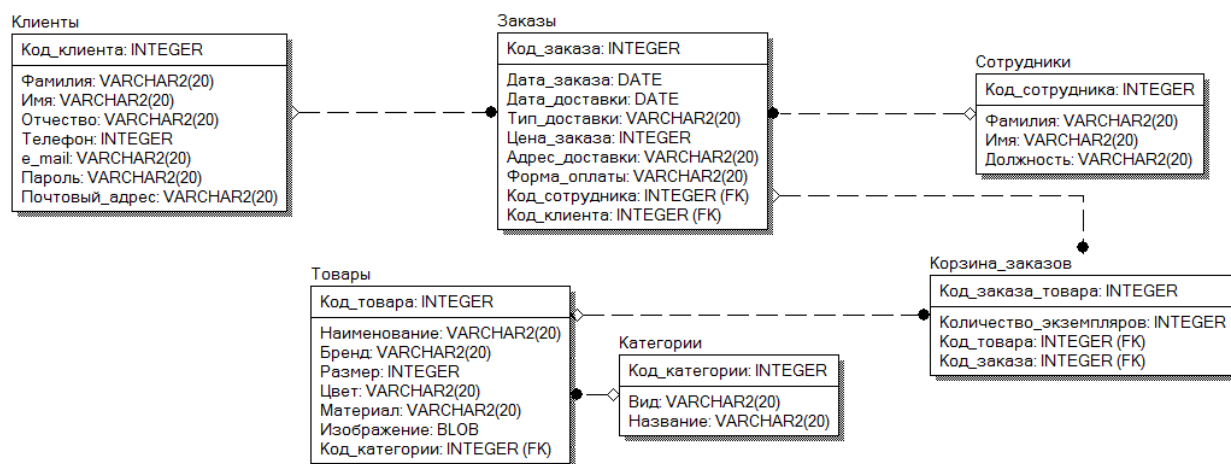 Клиенты
Код_клиента: INTEGER
Фамилия: VARCHAR2(20)
Имя: VARCHAR2(20)
Отчество: VARCHAR2(20)
Телефон: INTEGER
e_mail: VARCHAR2(20)
Пароль: VARCHAR2(20)
Почтовый_адрес: VARCHAR2(20)
Заказы
Код_заказа: INTEGER
Дата_заказа: DATE
Дата_доставки: DATE
Тип_доставки: VARCHAR2(20)
Цена_заказа: INTEGER
Адрес_доставки: VARCHAR2(20)
Форма_оплаты: VARCHAR2(20)
Код_сотрудника: INTEGER (FK)
Код_клиента: INTEGER (FK)
Сотрудники
Код_сотрудника: INTEGER
Фамилия: VARCHAR2(20)
Имя: VARCHAR2(20)
Должность: VARCHAR2(20)
Товары
Код_товара: INTEGER
Наименование: VARCHAR2(20)
Бренд: VARCHAR2(20)
Размер: INTEGER
Цвет: VARCHAR2(20)
Материал: VARCHAR2(20)
Изображение: BLOB
Код_категории: INTEGER (FK)
Категории
Код_категории: INTEGER
Вид: VARCHAR2(20)
Название: VARCHAR2(20)
Корзина_заказов
Код_заказа_товара: INTEGER
Количество_экземпляров: INTEGER
Код_товара: INTEGER (FK)
Код_заказа: INTEGER (FK)